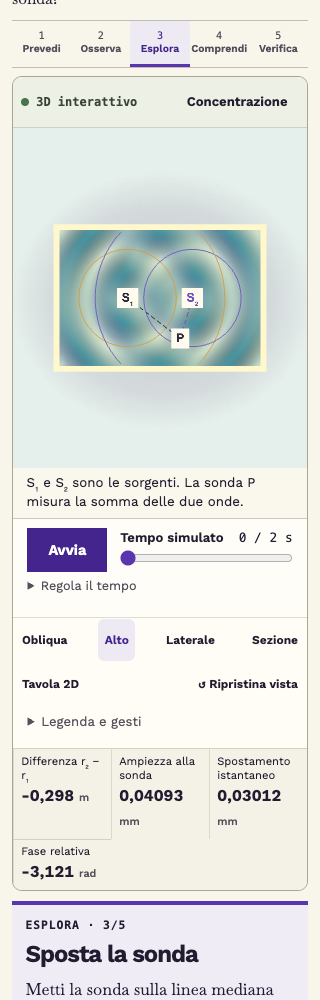 1 2 3 4 5
Prevedi Osserva Esplora Comprendi Verifica
3D interattivo Concentrazione
S₁ S₂
P
S₁ e S₂ sono le sorgenti. La sonda P
misura la somma delle due onde.
Avvia Tempo simulato 0 / 2 s
▶ Regola il tempo
Obliqua Alto Laterale Sezione
Tavola 2D ↺ Ripristina vista
▶ Legenda e gesti
Differenza r₂ − r₁
-0,298 m
Ampiezza alla sonda
0,04093 mm
Spostamento istantaneo
0,03012 mm
Fase relativa
-3,121 rad
ESPLORA · 3/5
Sposta la sonda
Metti la sonda sulla linea mediana